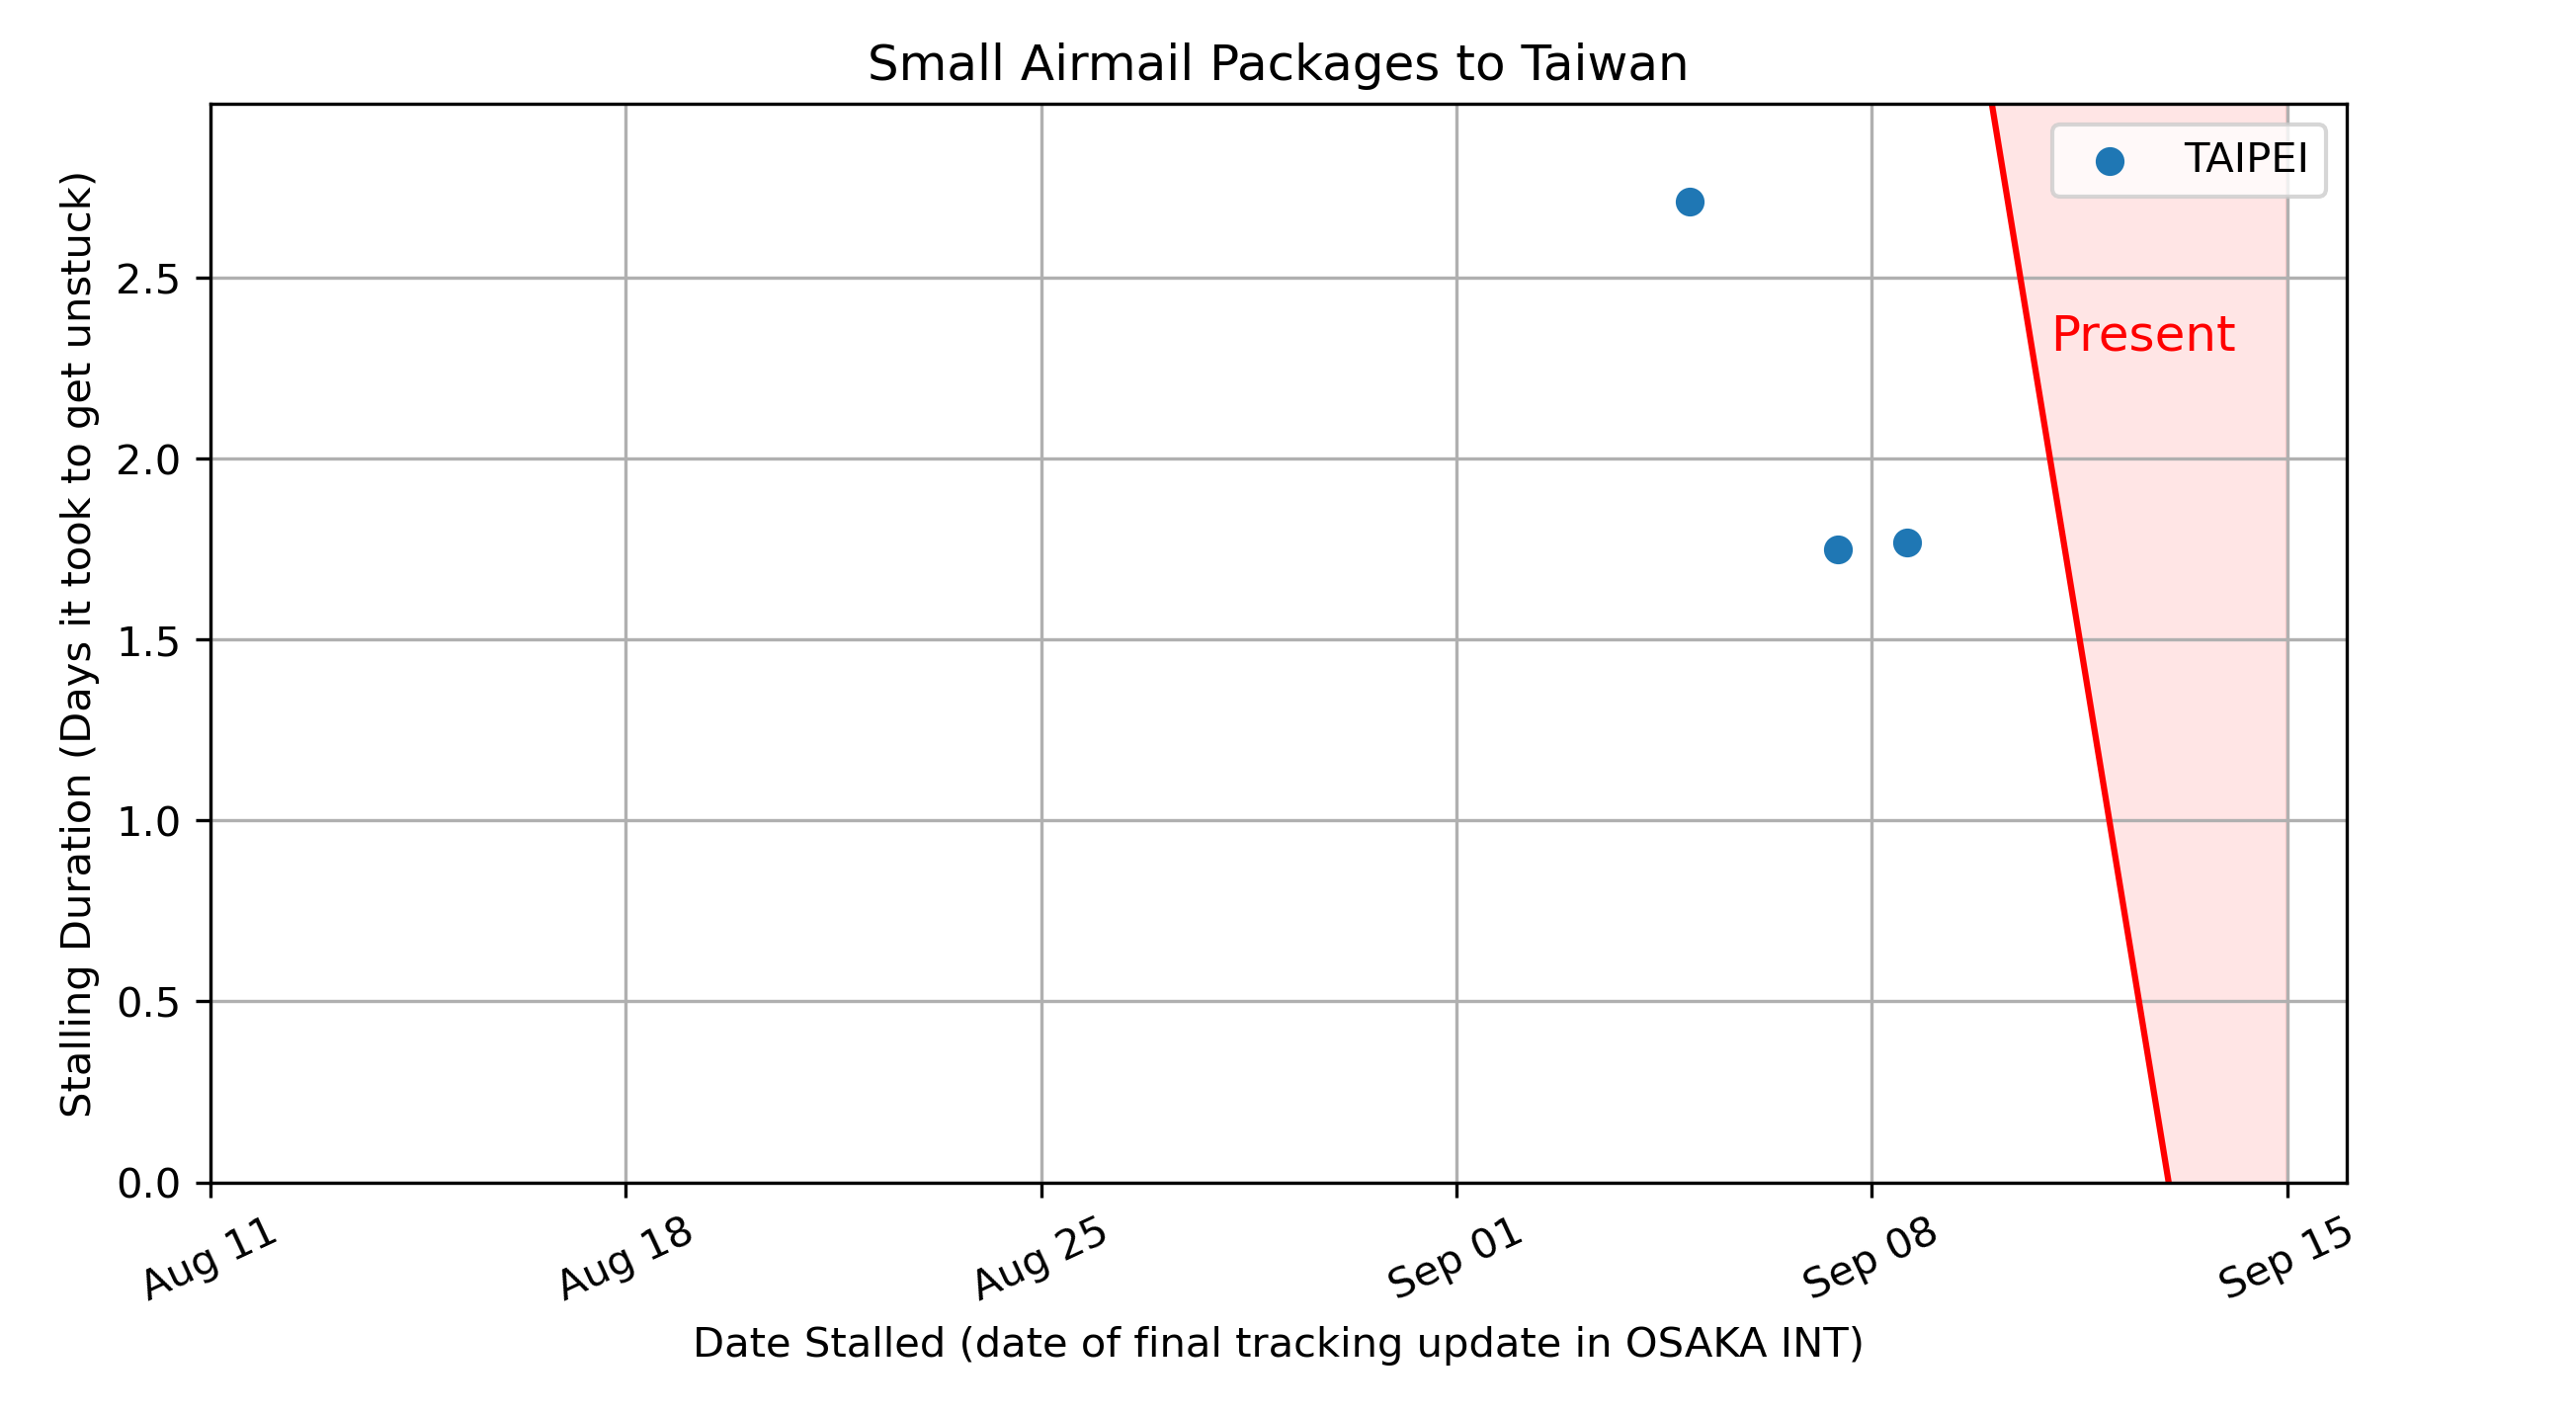 Small Airmail Packages to Taiwan
TAIPEI
Present
Stalling Duration (Days it took to get unstuck)
2.5
2.0
1.5
1.0
0.5
0.0
Aug 11
Aug 18
Aug 25
Sep 01
Sep 08
Sep 15
Date Stalled (date of final tracking update in OSAKA INT)